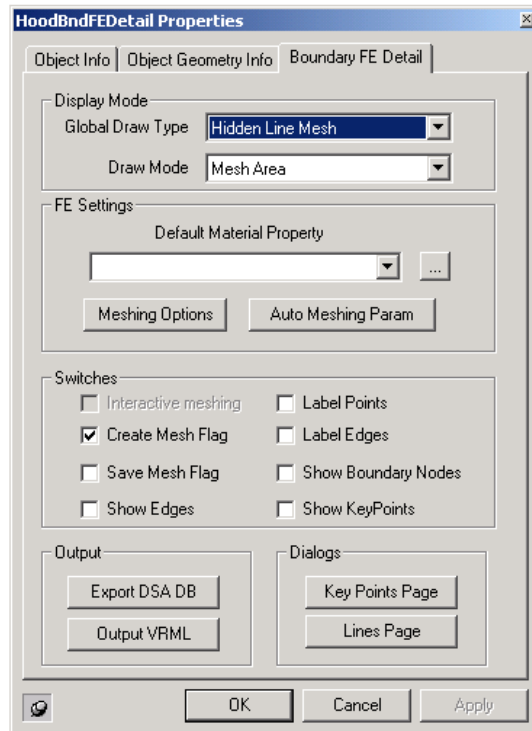 HoodBndFEDetail Properties
Object Info Object Geometry Info Boundary FE Detail
Display Mode
Global Draw Type Hidden Line Mesh
Draw Mode Mesh Area
FE Settings
Default Material Property
...
Meshing Options Auto Meshing Param
Switches
Interactive meshing Label Points
Create Mesh Flag Label Edges
Save Mesh Flag Show Boundary Nodes
Show Edges Show KeyPoints
Output Dialogs
Export DSA DB Key Points Page
Output VRML Lines Page
OK Cancel Apply